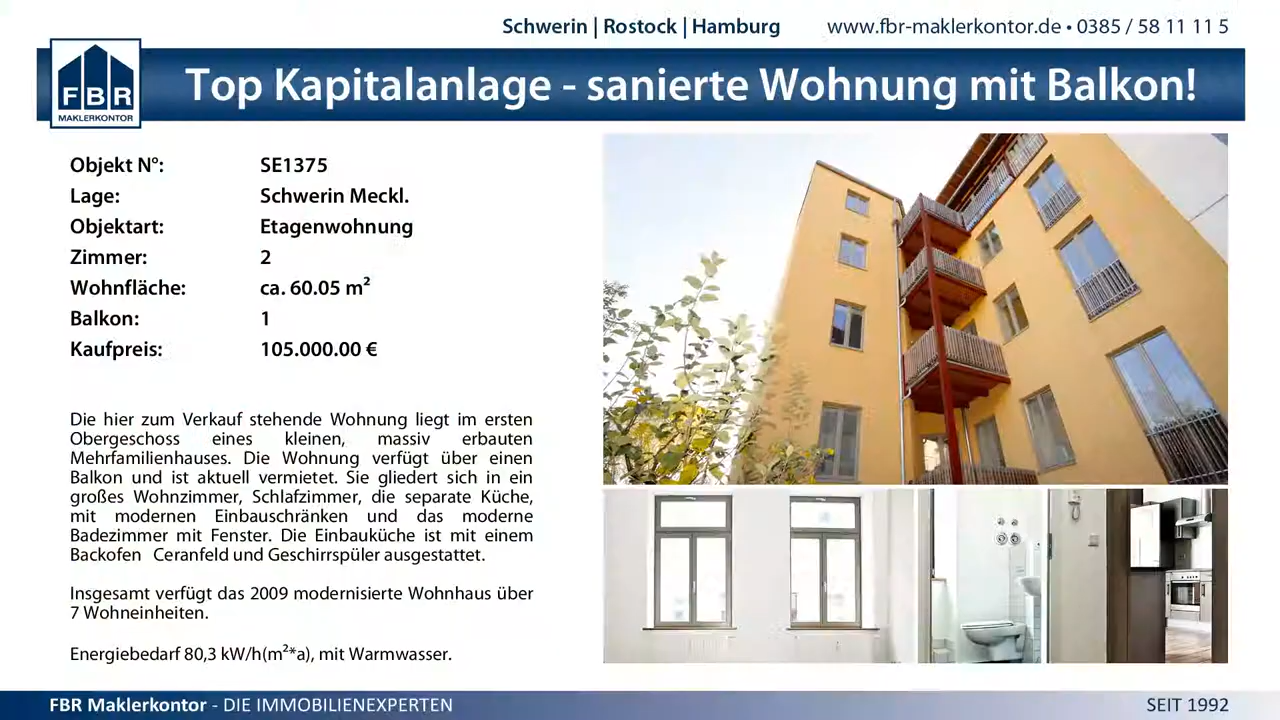 Schwerin | Rostock | Hamburg www.fbr-maklerkontor.de • 0385 / 58 11 11 5
FBR
MAKLERKONTOR
Top Kapitalanlage - sanierte Wohnung mit Balkon!
Objekt N°: SE1375
Lage: Schwerin Meckl.
Objektart: Etagenwohnung
Zimmer: 2
Wohnfläche: ca. 60.05 m²
Balkon: 1
Kaufpreis: 105.000.00 €
Die hier zum Verkauf stehende Wohnung liegt im ersten
Obergeschoss eines kleinen, massiv erbauten
Mehrfamilienhauses. Die Wohnung verfügt über einen
Balkon und ist aktuell vermietet. Sie gliedert sich in ein
großes Wohnzimmer, Schlafzimmer, die separate Küche,
mit modernen Einbauschränken und das moderne
Badezimmer mit Fenster. Die Einbauküche ist mit einem
Backofen Ceranfeld und Geschirrspüler ausgestattet.
Insgesamt verfügt das 2009 modernisierte Wohnhaus über
7 Wohneinheiten.
Energiebedarf 80,3 kW/h(m²*a), mit Warmwasser.
FBR Maklerkontor - DIE IMMOBILIENEXPERTEN SEIT 1992